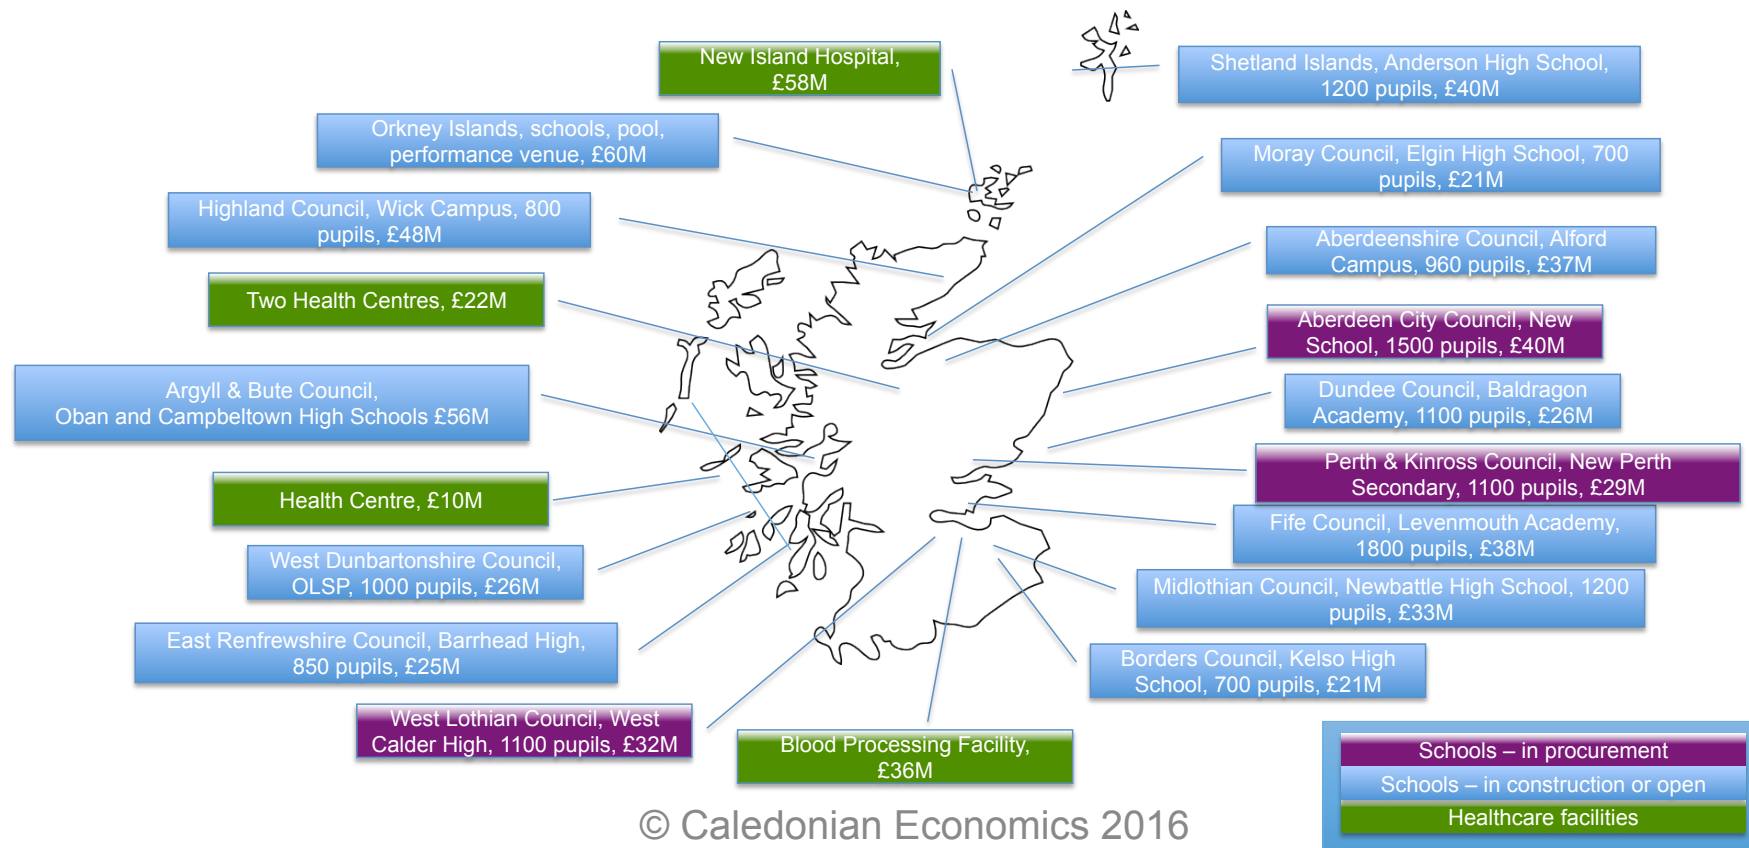 New Island Hospital,
£58M
Shetland Islands, Anderson High School,
1200 pupils, £40M
Orkney Islands, schools, pool,
performance venue, £60M
Moray Council, Elgin High School, 700
pupils, £21M
Highland Council, Wick Campus, 800
pupils, £48M
Aberdeenshire Council, Alford
Campus, 960 pupils, £37M
Two Health Centres, £22M
Aberdeen City Council, New
School, 1500 pupils, £40M
Argyll & Bute Council,
Oban and Campbeltown High Schools £56M
Dundee Council, Baldragon
Academy, 1100 pupils, £26M
Perth & Kinross Council, New Perth
Secondary, 1100 pupils, £29M
Health Centre, £10M
Fife Council, Levenmouth Academy,
1800 pupils, £38M
West Dunbartonshire Council,
OLSP, 1000 pupils, £26M
Midlothian Council, Newbattle High School, 1200
pupils, £33M
East Renfrewshire Council, Barrhead High,
850 pupils, £25M
Borders Council, Kelso High
School, 700 pupils, £21M
West Lothian Council, West
Calder High, 1100 pupils, £32M
Blood Processing Facility,
£36M
Schools – in procurement
Schools – in construction or open
Healthcare facilities
© Caledonian Economics 2016